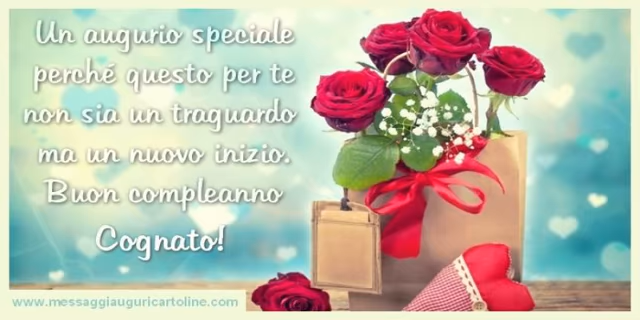 Un augurio speciale
perché questo per te
non sia un traguardo
ma un nuovo inizio.
Buon compleanno
Cognato!
www.messaggiauguricartoline.com